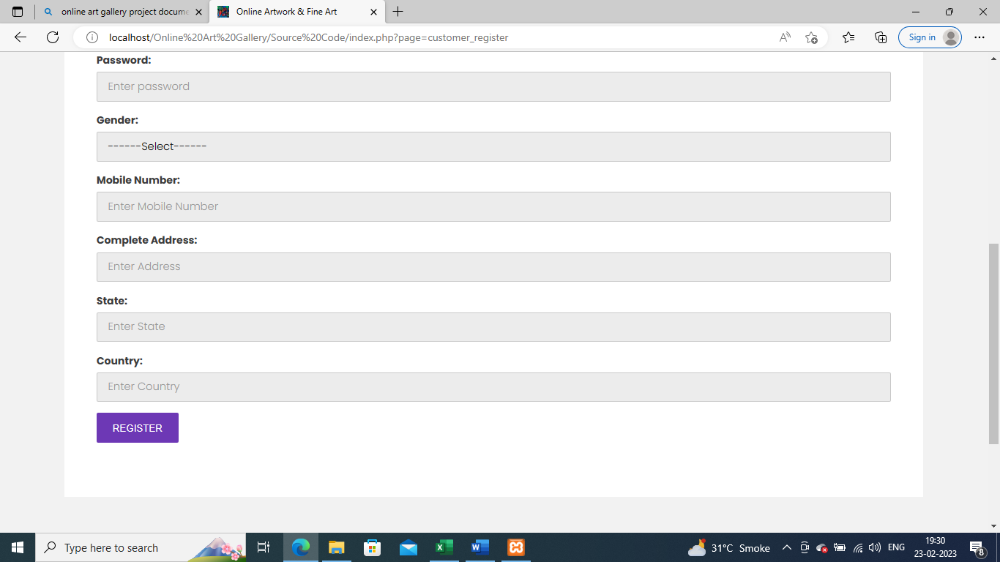 online art gallery project docume
Online Artwork & Fine Art
localhost/Online%20Art%20Gallery/Source%20Code/index.php?page=customer_register
Sign in
Password:
Enter password
Gender:
------Select------
Mobile Number:
Enter Mobile Number
Complete Address:
Enter Address
State:
Enter State
Country:
Enter Country
REGISTER
Type here to search
31°C Smoke
ENG
19:30
23-02-2023
8